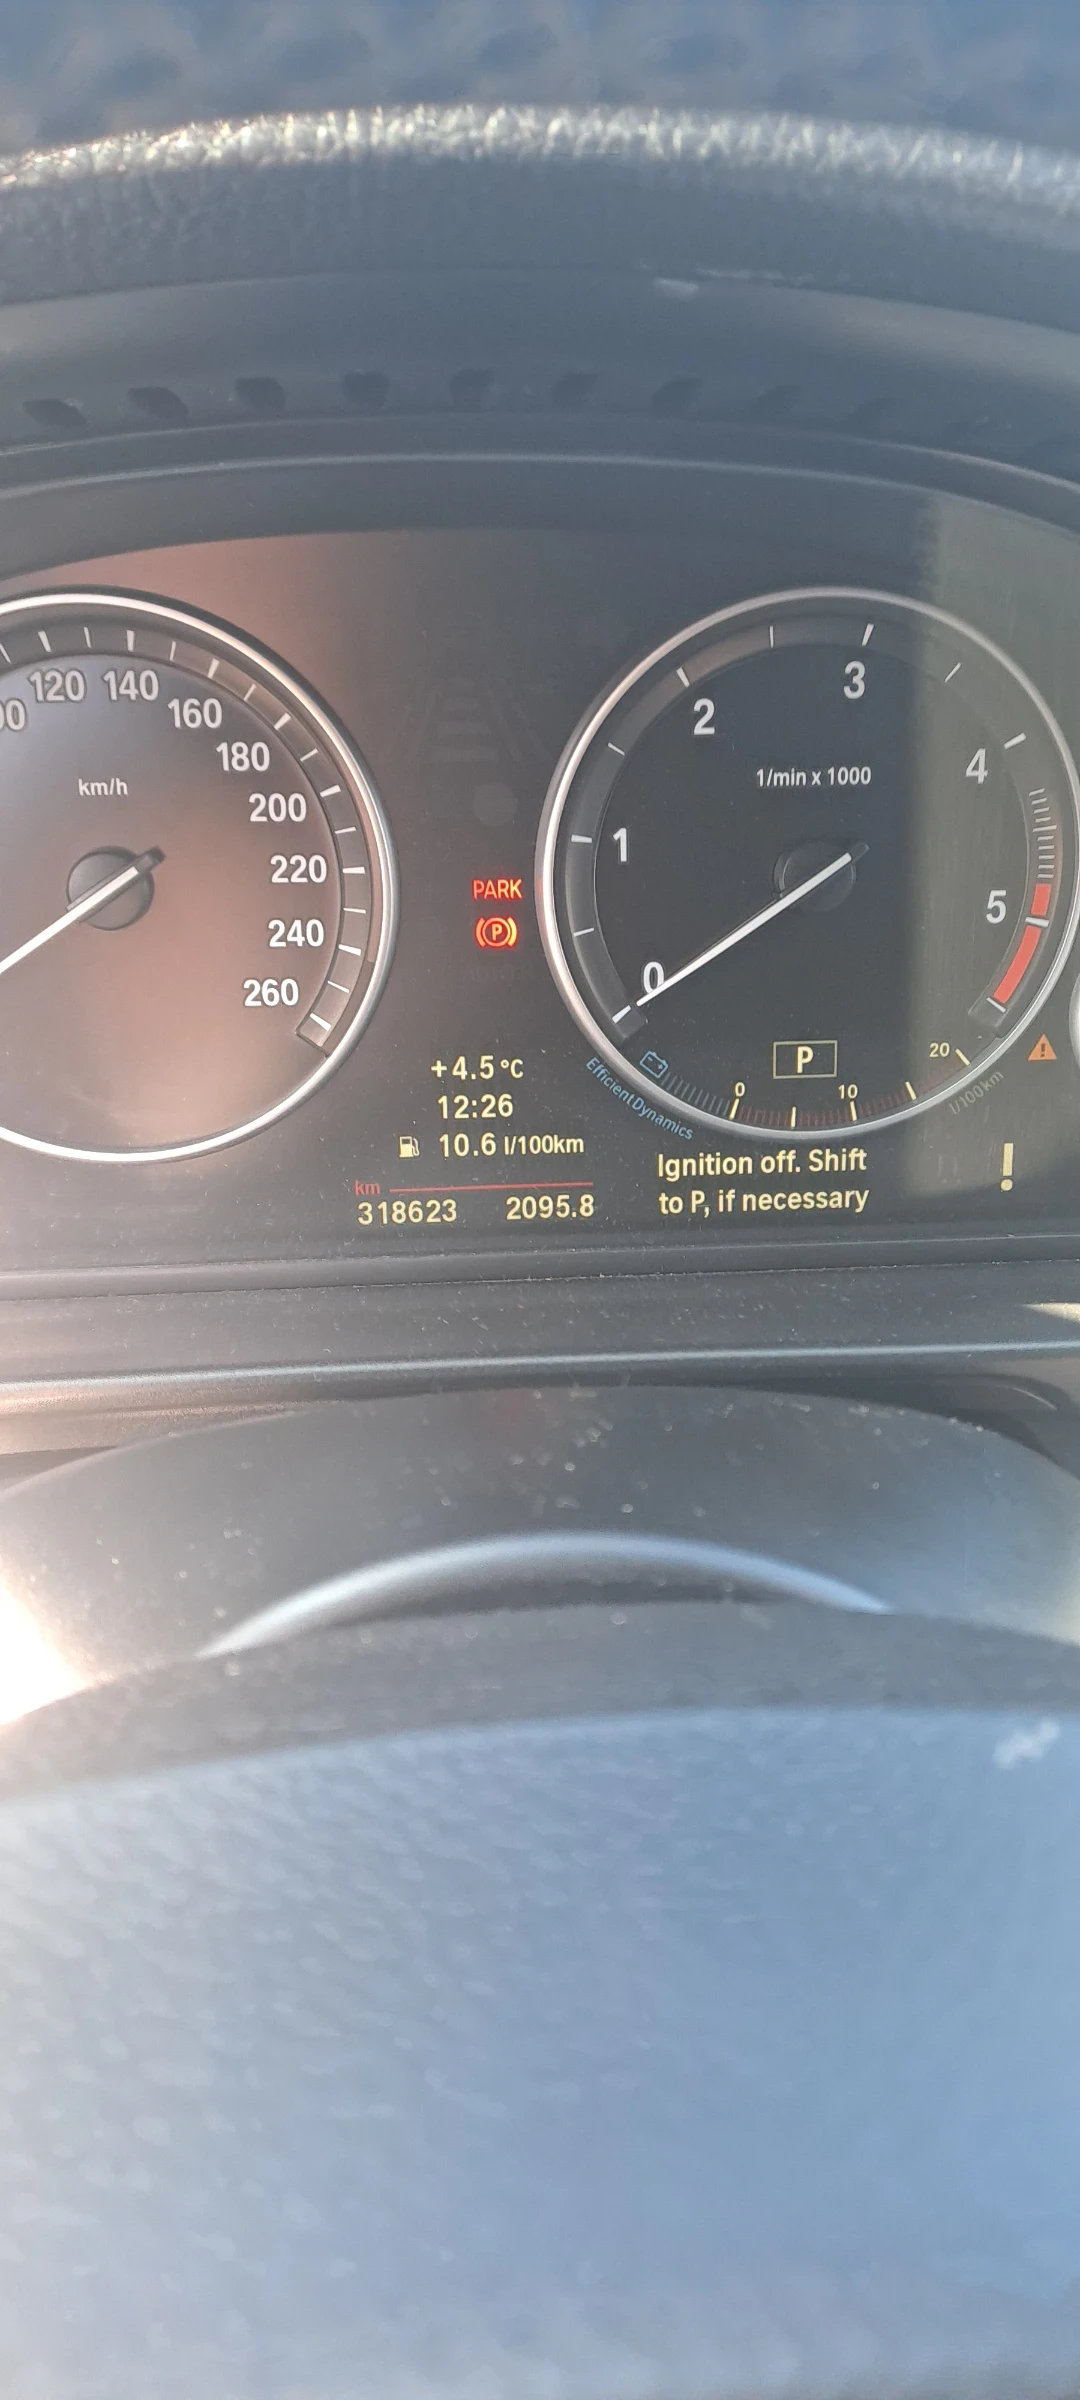 120 140
160
180
200
220
240
260
km/h
PARK
P
+4.5°C
12:26
10.6 l/100km
km
318623 2095.8
0
1
2
3
4
5
1/min x 1000
P
0
10
20
l/100km
EfficientDynamics
Ignition off. Shift
to P, if necessary
!